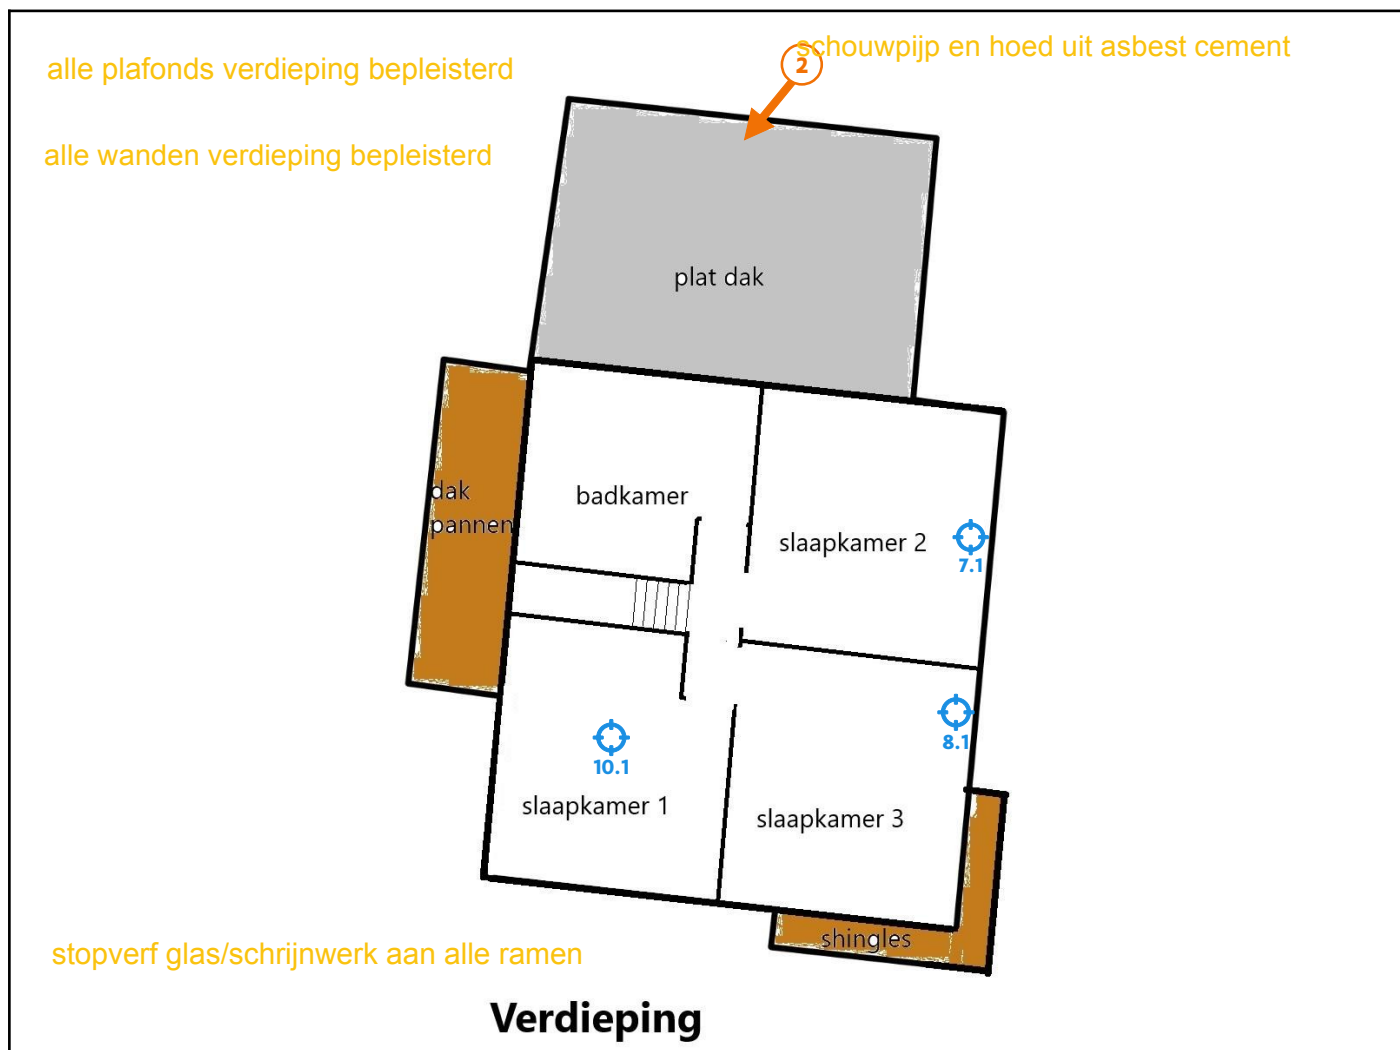 schouwpijp en hoed uit asbest cement
2
alle plafonds verdieping bepleisterd
alle wanden verdieping bepleisterd
plat dak
dak
pannen
badkamer
slaapkamer 2
7.1
8.1
10.1
slaapkamer 1
slaapkamer 3
shingles
stopverf glas/schrijnwerk aan alle ramen
Verdieping